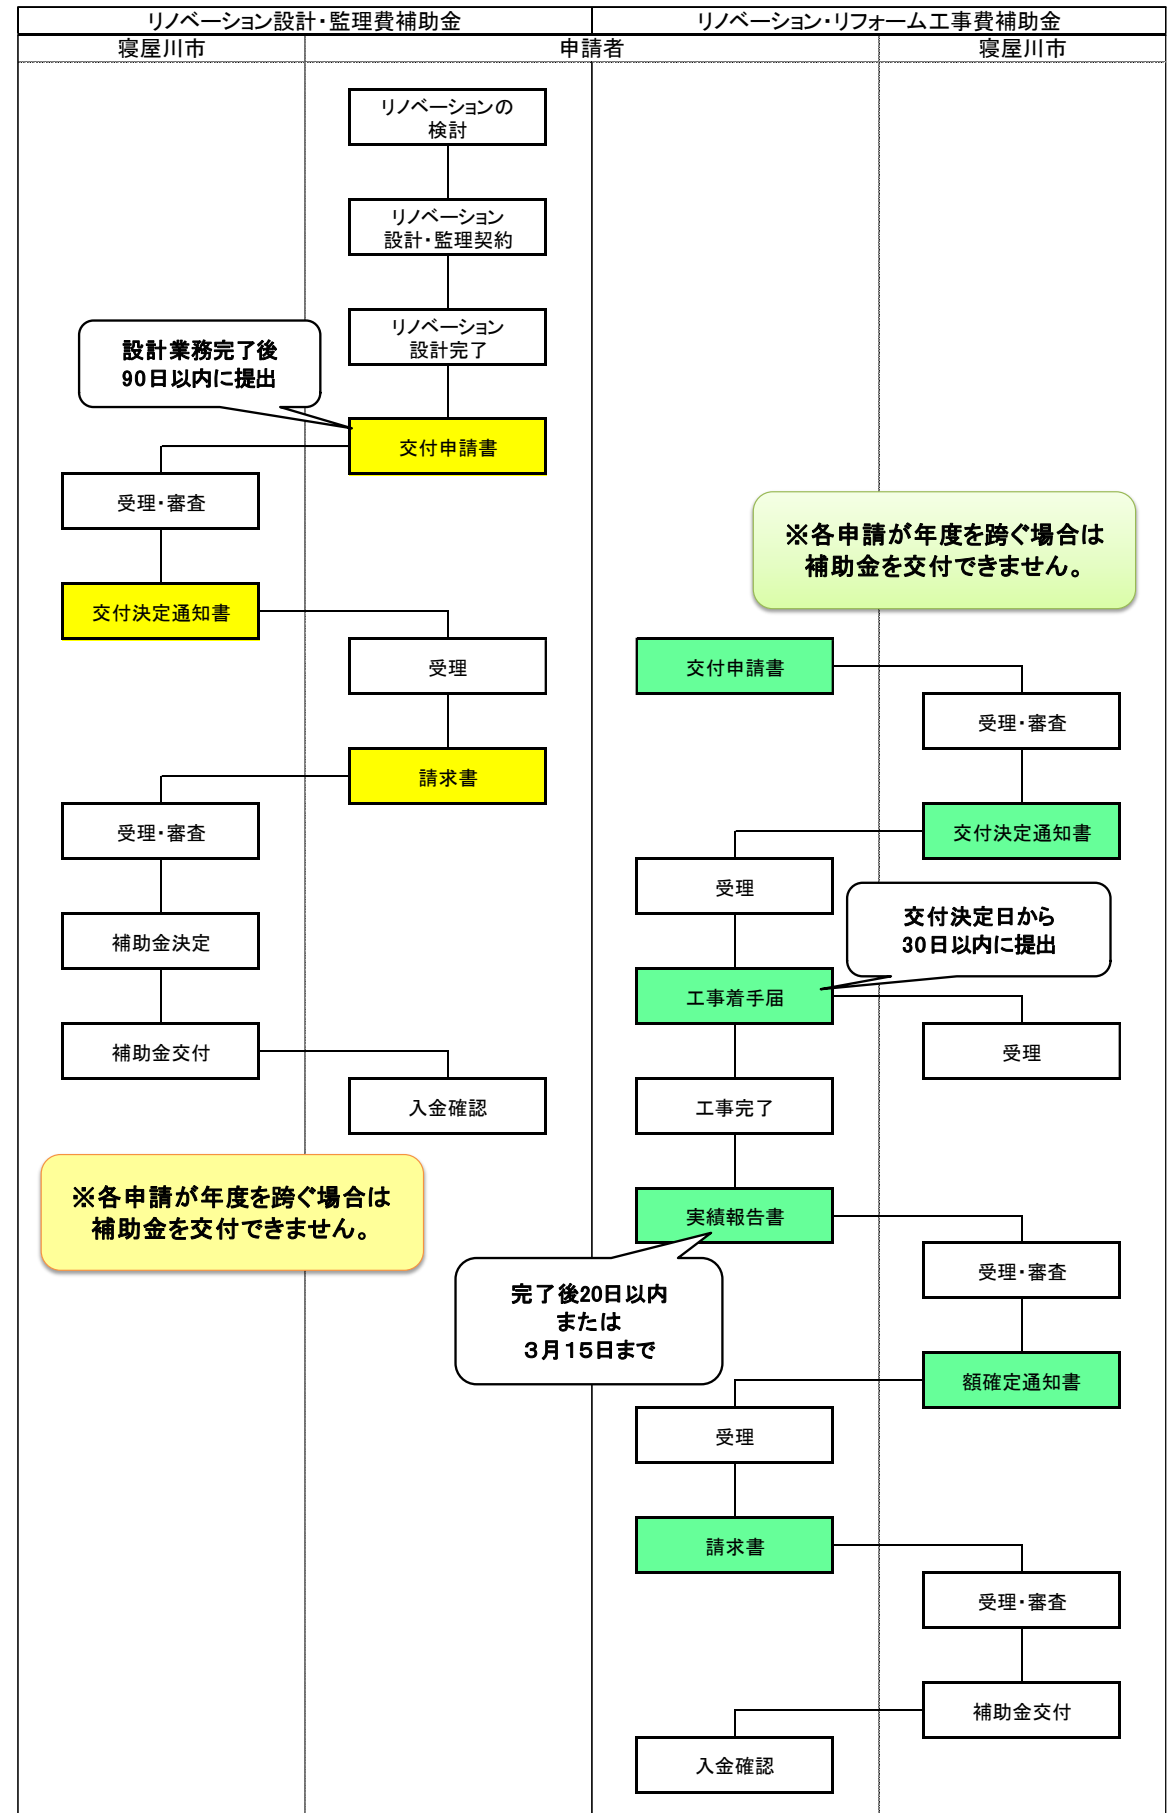 リノベーション設計・監理費補助金
リノベーション・リフォーム工事費補助金
寝屋川市
申請者
寝屋川市
リノベーションの
検討
リノベーション
設計・監理契約
リノベーション
設計完了
設計業務完了後
90日以内に提出
交付申請書
受理・審査
交付決定通知書
受理
請求書
受理・審査
補助金決定
補助金交付
入金確認
※各申請が年度を跨ぐ場合は
補助金を交付できません。
※各申請が年度を跨ぐ場合は
補助金を交付できません。
交付申請書
受理・審査
交付決定通知書
受理
交付決定日から
30日以内に提出
工事着手届
受理
工事完了
実績報告書
完了後20日以内
または
３月１５日まで
受理・審査
額確定通知書
受理
請求書
受理・審査
補助金交付
入金確認